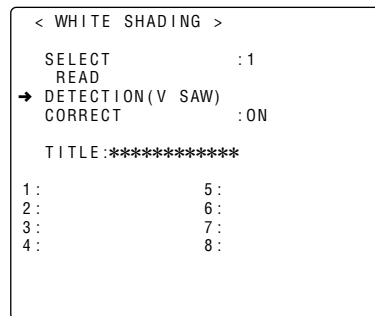 < WHITE SHADING >
SELECT :1
READ
➔ DETECTION(V SAW)
CORRECT :ON
TITLE:************
1: 5:
2: 6:
3: 7:
4: 8: